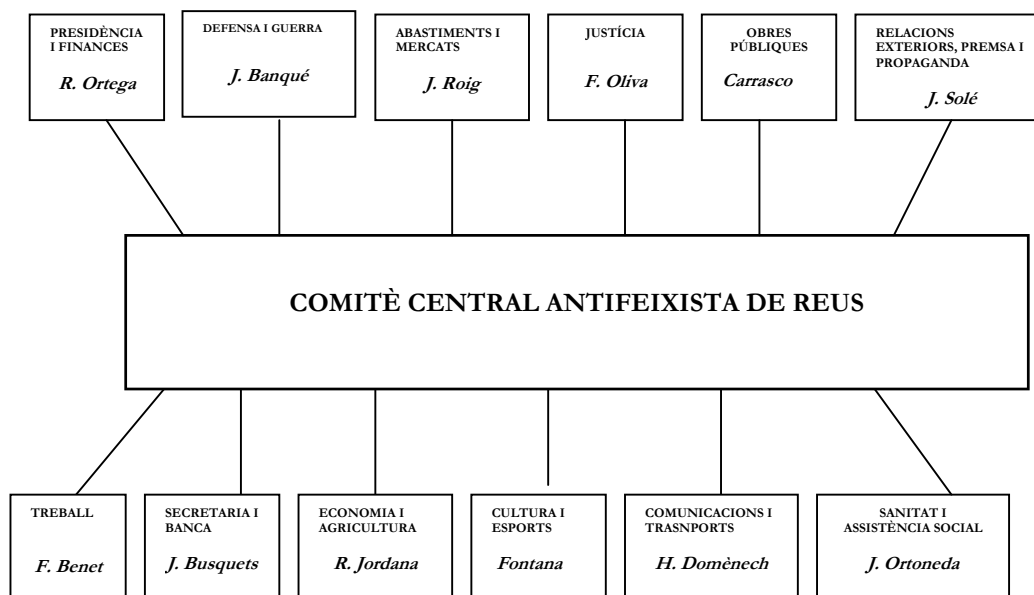 PRESIDÈNCIA
I FINANCES
R. Ortega
DEFENSA I GUERRA
J. Banqué
ABASTIMENTS I
MERCATS
J. Roig
JUSTÍCIA
F. Oliva
OBRES
PÚBLIQUES
Carrasco
RELACIONS
EXTERIORS, PREMSA I
PROPAGANDA
J. Solé
COMITÈ CENTRAL ANTIFEIXISTA DE REUS
TREBALL
F. Benet
SECRETARIA I
BANCA
J. Busquets
ECONOMIA I
AGRICULTURA
R. Jordana
CULTURA I
ESPORTS
Fontana
COMUNICACIONS I
TRASNPORTS
H. Domènech
SANITAT I
ASSISTÈNCIA SOCIAL
J. Ortoneda